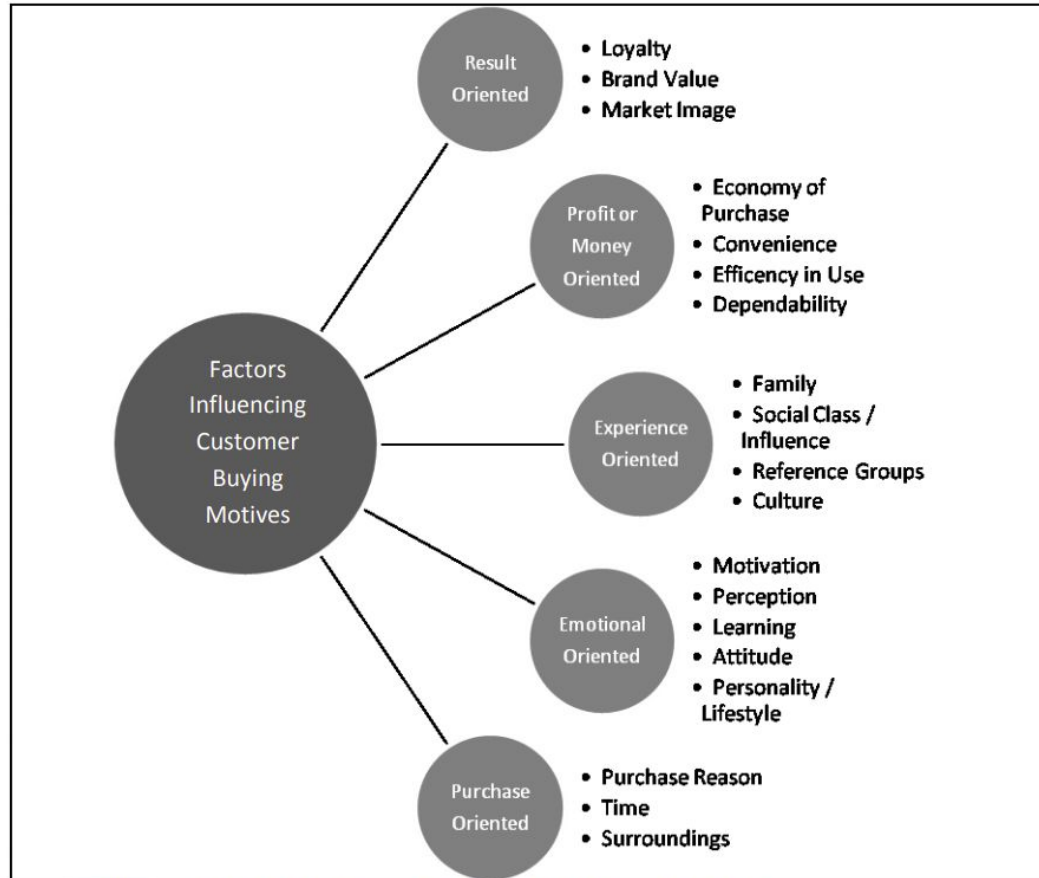 Result
Oriented
• Loyalty
• Brand Value
• Market Image
Profit or
Money
Oriented
• Economy of
Purchase
• Convenience
• Efficency in Use
• Dependability
Factors
Influencing
Customer
Buying
Motives
Experience
Oriented
• Family
• Social Class /
Influence
• Reference Groups
• Culture
Emotional
Oriented
• Motivation
• Perception
• Learning
• Attitude
• Personality /
Lifestyle
Purchase
Oriented
• Purchase Reason
• Time
• Surroundings